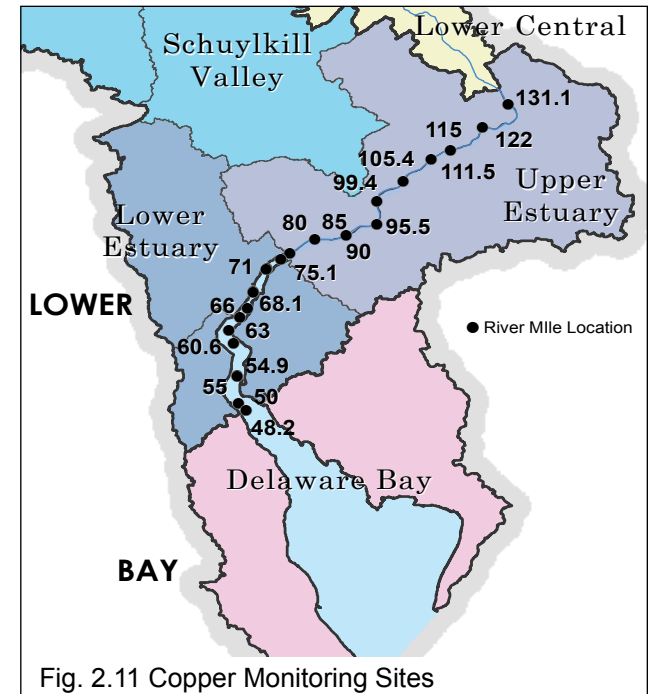 Lower Central
Schuylkill
Valley
131.1
115
122
105.4
111.5
99.4
Upper
Estuary
Lower
Estuary
80
85
95.5
90
71
75.1
LOWER
66
68.1
River MIle Location
63
60.6
54.9
55
50
48.2
Delaware Bay
BAY
Fig. 2.11 Copper Monitoring Sites